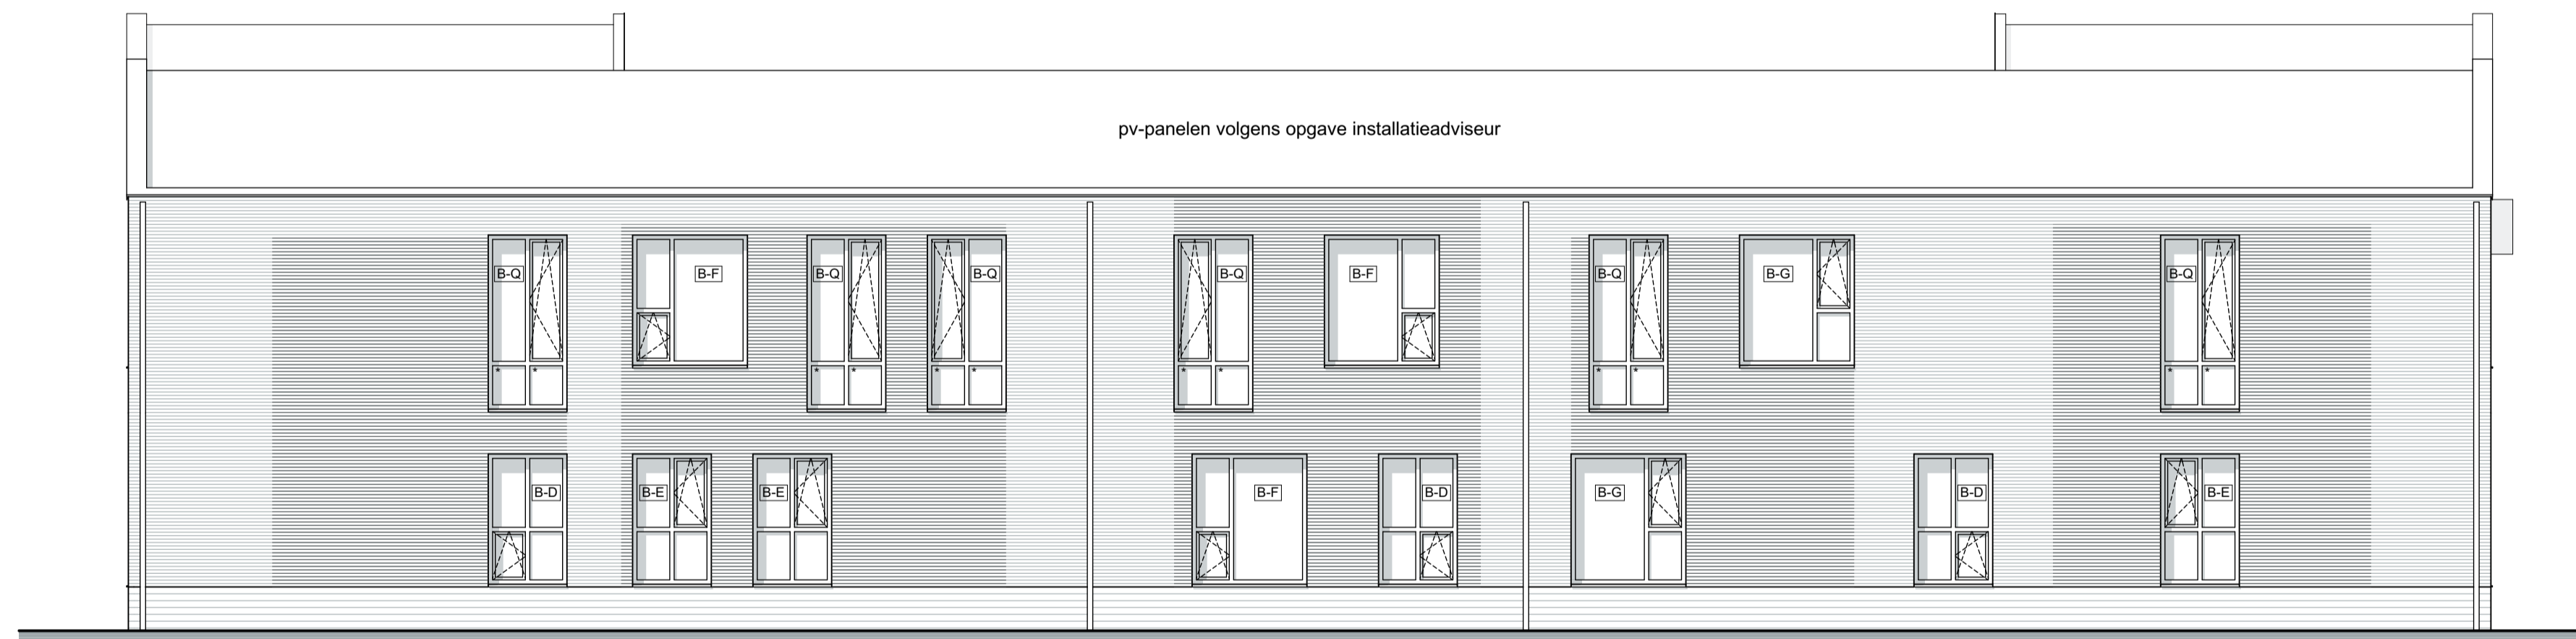 pv-panelen volgens opgave installatieadviseur
B-Q
B-F
B-Q
B-Q
B-Q
B-F
B-Q
B-G
B-Q
* *
* *
* *
* *
* *
* *
B-D
B-E
B-E
B-F
B-D
B-G
B-D
B-E